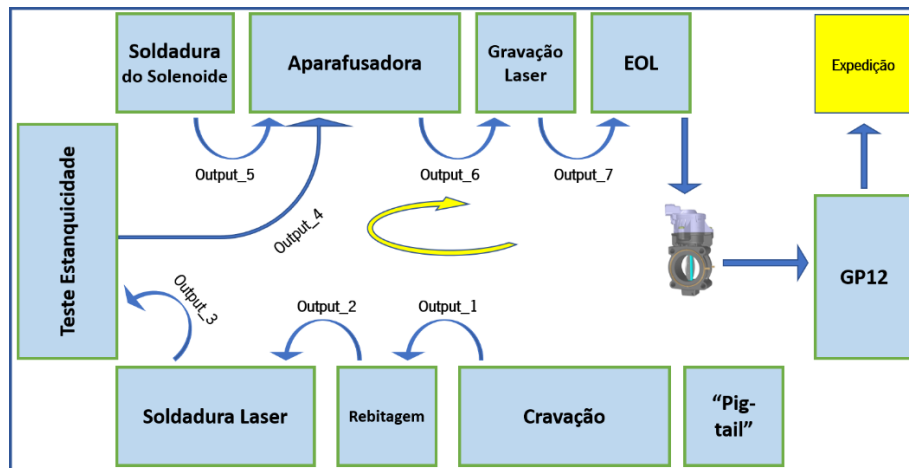 Soldadura
do Solenoide
Aparafusadora
Gravação
Laser
EOL
Expedição
Output_5
Output_6
Output_7
Teste Estanquicidade
Output_4
GP12
Output_3
Output_2
Output_1
Soldadura Laser
Rebitagem
Cravação
“Pig-
tail”